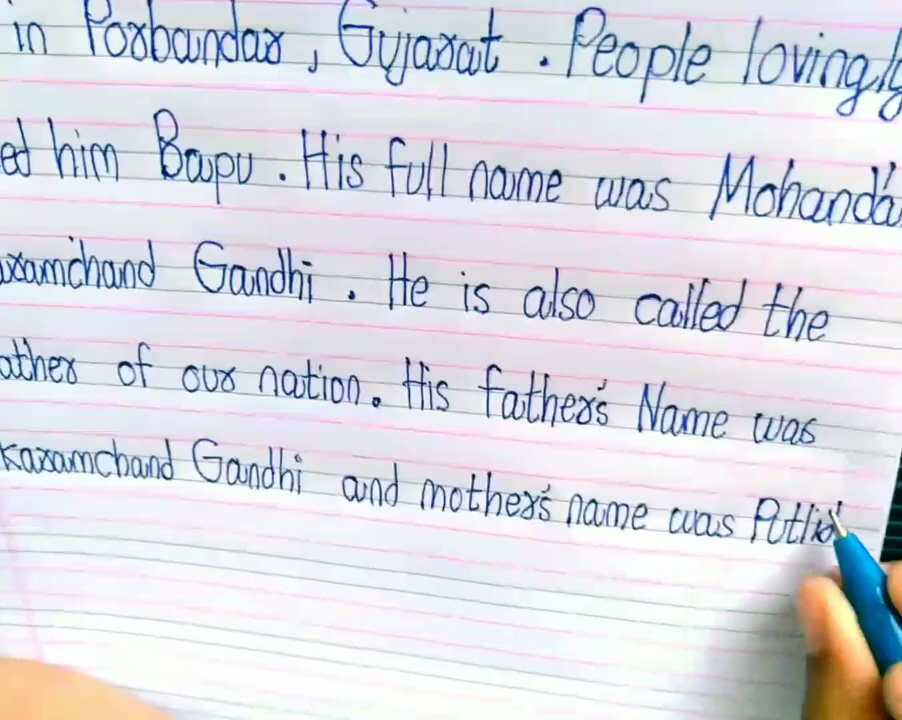 in Porbandar, Gujarat. People lovingly
ed him Bapu. His full name was Mohanda
aramchand Gandhi. He is also called the
ather of our nation. His father's Name was
Karamchand Gandhi and mother's name was Putli